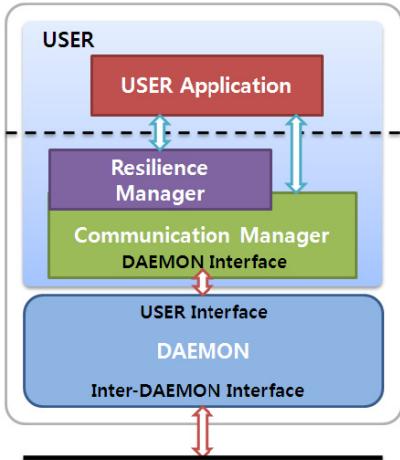 USER
USER Application
Resilience
Manager
Communication Manager
DAEMON Interface
USER Interface
DAEMON
Inter-DAEMON Interface